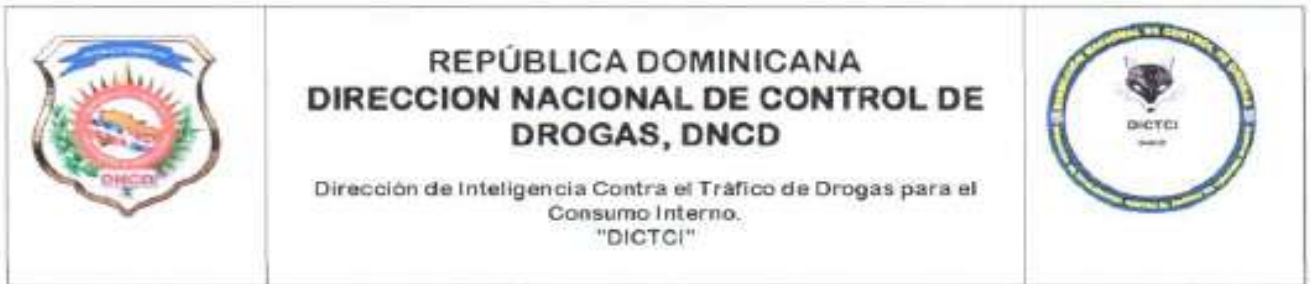 REPÚBLICA DOMINICANA
DIRECCION NACIONAL DE CONTROL DE
DROGAS, DNCD
Dirección de Inteligencia Contra el Tráfico de Drogas para el
Consumo Interno.
"DICTCI"
DNCD
DICTCI